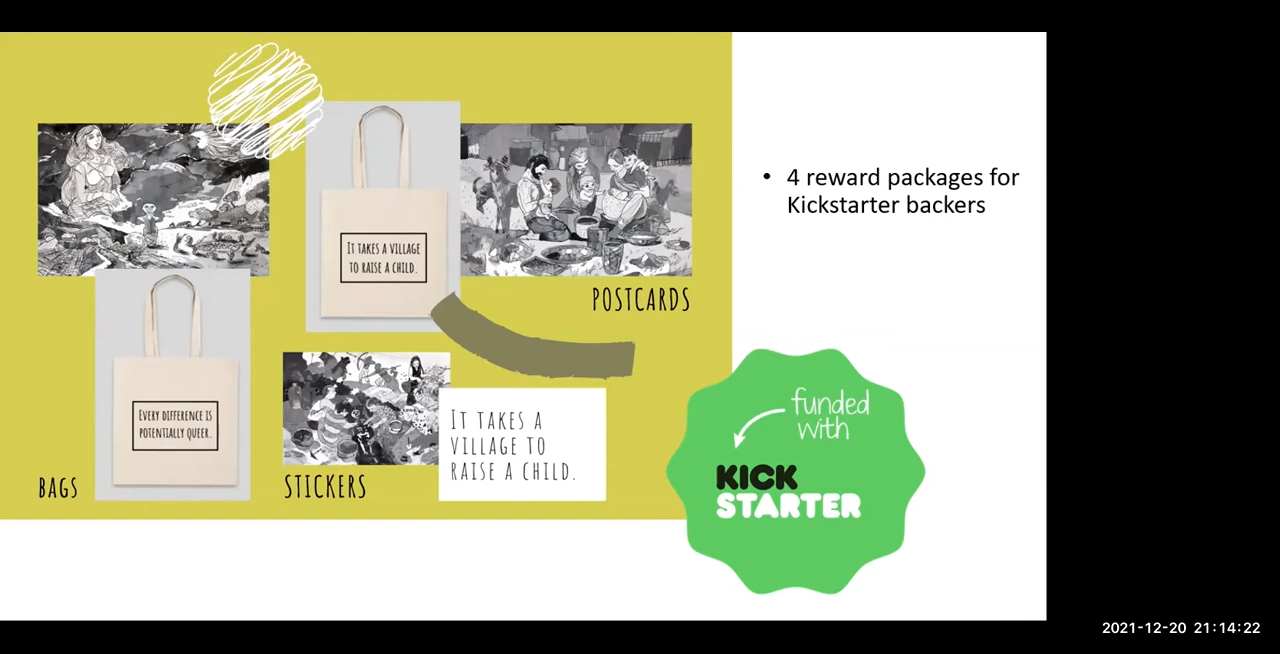 It takes a village
to raise a child.
POSTCARDS
Every difference is
potentially queer.
BAGS
STICKERS
It takes a
village to
raise a child.
• 4 reward packages for
Kickstarter backers
funded
with
KICK
STARTER
2021-12-20 21:14:22